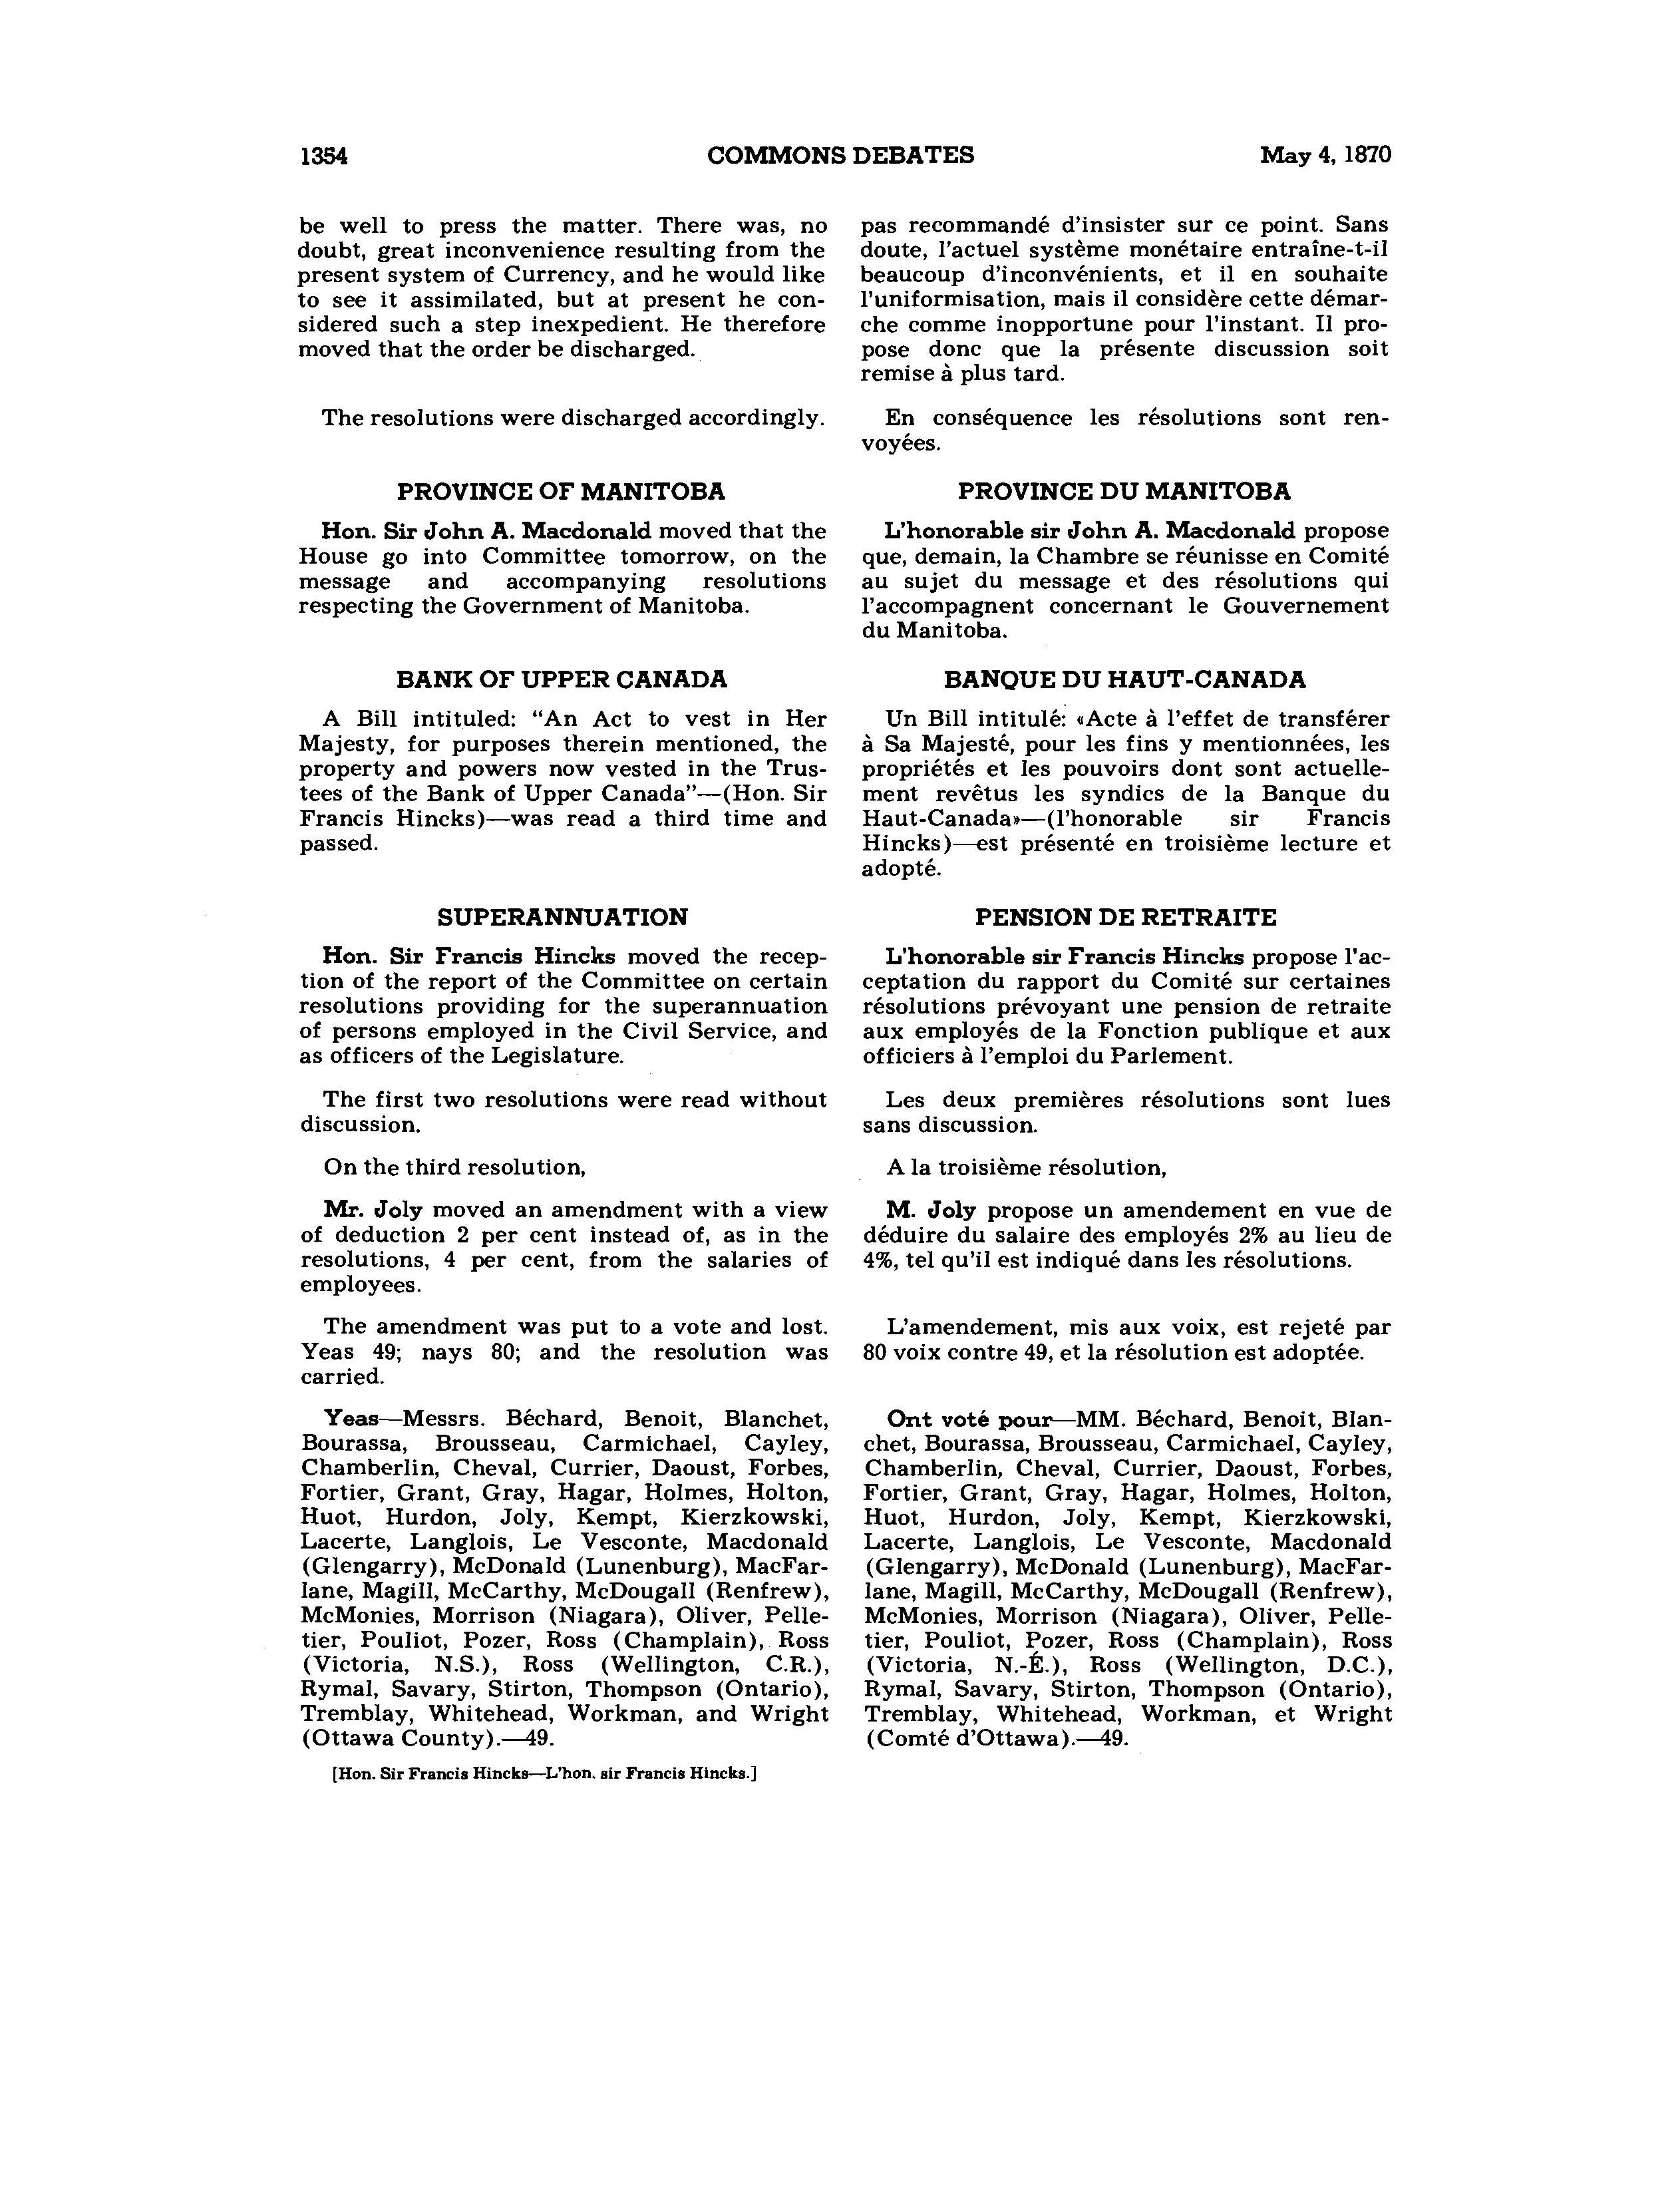 1354 COMMONS DEBATES May 4, 1870
be well to press the matter. There was, no
doubt, great inconvenience resulting from the
present system of Currency, and he would like
to see it assimilated, but at present he con-
sidered such a step inexpedient. He therefore
moved that the order be discharged.
The resolutions were discharged accordingly.
PROVINCE OF MANITOBA
Hon. Sir John A. Macdonald moved that the
House go into Committee tomorrow, on the
message and accompanying resolutions
respecting the Government of Manitoba.
BANK OF UPPER CANADA
A Bill intituled: “An Act to vest in Her
Majesty, for purposes therein mentioned, the
property and powers now vested in the Trus-
tees of the Bank of Upper Canada”—(Hon. Sir
Francis Hincks)—was read a third time and
passed.
SUPERANNUATION
Hon. Sir Francis Hincks moved the recep-
tion of the report of the Committee on certain
resolutions providing for the superannuation
of persons employed in the Civil Service, and
as officers of the Legislature.
The first two resolutions were read without
discussion.
On the third resolution,
Mr. Joly moved an amendment with a view
of deduction 2 per cent instead of, as in the
resolutions, 4 per cent, from the salaries of
employees.
The amendment was put to a vote and lost.
Yeas 49; nays 80; and the resolution was
carried.
Yeas—Messrs. Béchard, Benoit, Blanchet,
Bourassa, Brousseau, Carmichael, Cayley,
Chamberlin, Cheval, Currier, Daoust, Forbes,
Fortier, Grant, Gray, Hagar, Holmes, Holton,
Huot, Hurdon, Joly, Kempt, Kierzkowski,
Lacerte, Langlois, Le Vesconte, Macdonald
(Glengarry), McDonald (Lunenburg), MacFar-
lane, Magill, McCarthy, McDougall (Renfrew),
McMonies, Morrison (Niagara), Oliver, Pelle-
tier, Pouliot, Pozer, Ross (Champlain), Ross
(Victoria, N.S.), Ross (Wellington, C.R.),
Rymal, Savary, Stirton, Thompson (Ontario),
Tremblay, Whitehead, Workman, and Wright
(Ottawa County).—49.
[Hon. Sir Francis Hincks—L’hon. sir Francis Hincks.]
pas recommandé d’insister sur ce point. Sans
doute, l’actuel système monétaire entraîne-t-il
beaucoup d’inconvénients, et il en souhaite
l’uniformisation, mais il considère cette démar-
che comme inopportune pour l’instant. Il pro-
pose donc que la présente discussion soit
remise à plus tard.
En conséquence les résolutions sont ren-
voyées.
PROVINCE DU MANITOBA
L’honorable sir John A. Macdonald propose
que, demain, la Chambre se réunisse en Comité
au sujet du message et des résolutions qui
l’accompagnent concernant le Gouvernement
du Manitoba.
BANQUE DU HAUT-CANADA
Un Bill intitulé: «Acte à l’effet de transférer
à Sa Majesté, pour les fins y mentionnées, les
propriétés et les pouvoirs dont sont actuelle-
ment revêtus les syndics de la Banque du
Haut-Canada»—(l’honorable sir Francis
Hincks)—est présenté en troisième lecture et
adopté.
PENSION DE RETRAITE
L’honorable sir Francis Hincks propose l’ac-
ceptation du rapport du Comité sur certaines
résolutions prévoyant une pension de retraite
aux employés de la Fonction publique et aux
officiers à l’emploi du Parlement.
Les deux premières résolutions sont lues
sans discussion.
A la troisième résolution,
M. Joly propose un amendement en vue de
déduire du salaire des employés 2% au lieu de
4%, tel qu’il est indiqué dans les résolutions.
L’amendement, mis aux voix, est rejeté par
80 voix contre 49, et la résolution est adoptée.
Ont voté pour—MM. Béchard, Benoit, Blan-
chet, Bourassa, Brousseau, Carmichael, Cayley,
Chamberlin, Cheval, Currier, Daoust, Forbes,
Fortier, Grant, Gray, Hagar, Holmes, Holton,
Huot, Hurdon, Joly, Kempt, Kierzkowski,
Lacerte, Langlois, Le Vesconte, Macdonald
(Glengarry), McDonald (Lunenburg), MacFar-
lane, Magill, McCarthy, McDougall (Renfrew),
McMonies, Morrison (Niagara), Oliver, Pelle-
tier, Pouliot, Pozer, Ross (Champlain), Ross
(Victoria, N.-É.), Ross (Wellington, D.C.),
Rymal, Savary, Stirton, Thompson (Ontario),
Tremblay, Whitehead, Workman, et Wright
(Comté d’Ottawa).—49.